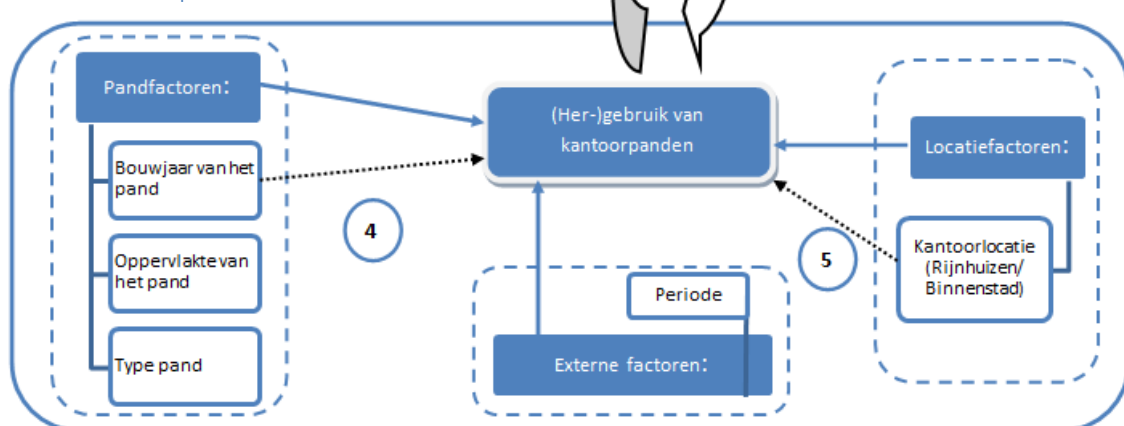 Pandfactoren:
Bouwjaar van het
pand
Oppervlakte van
het pand
Type pand
4
(Her-)gebruik van
kantoorpanden
Periode
Externe factoren:
5
Locatiefactoren:
Kantoorlocatie
(Rijnhuizen/
Binnenstad)